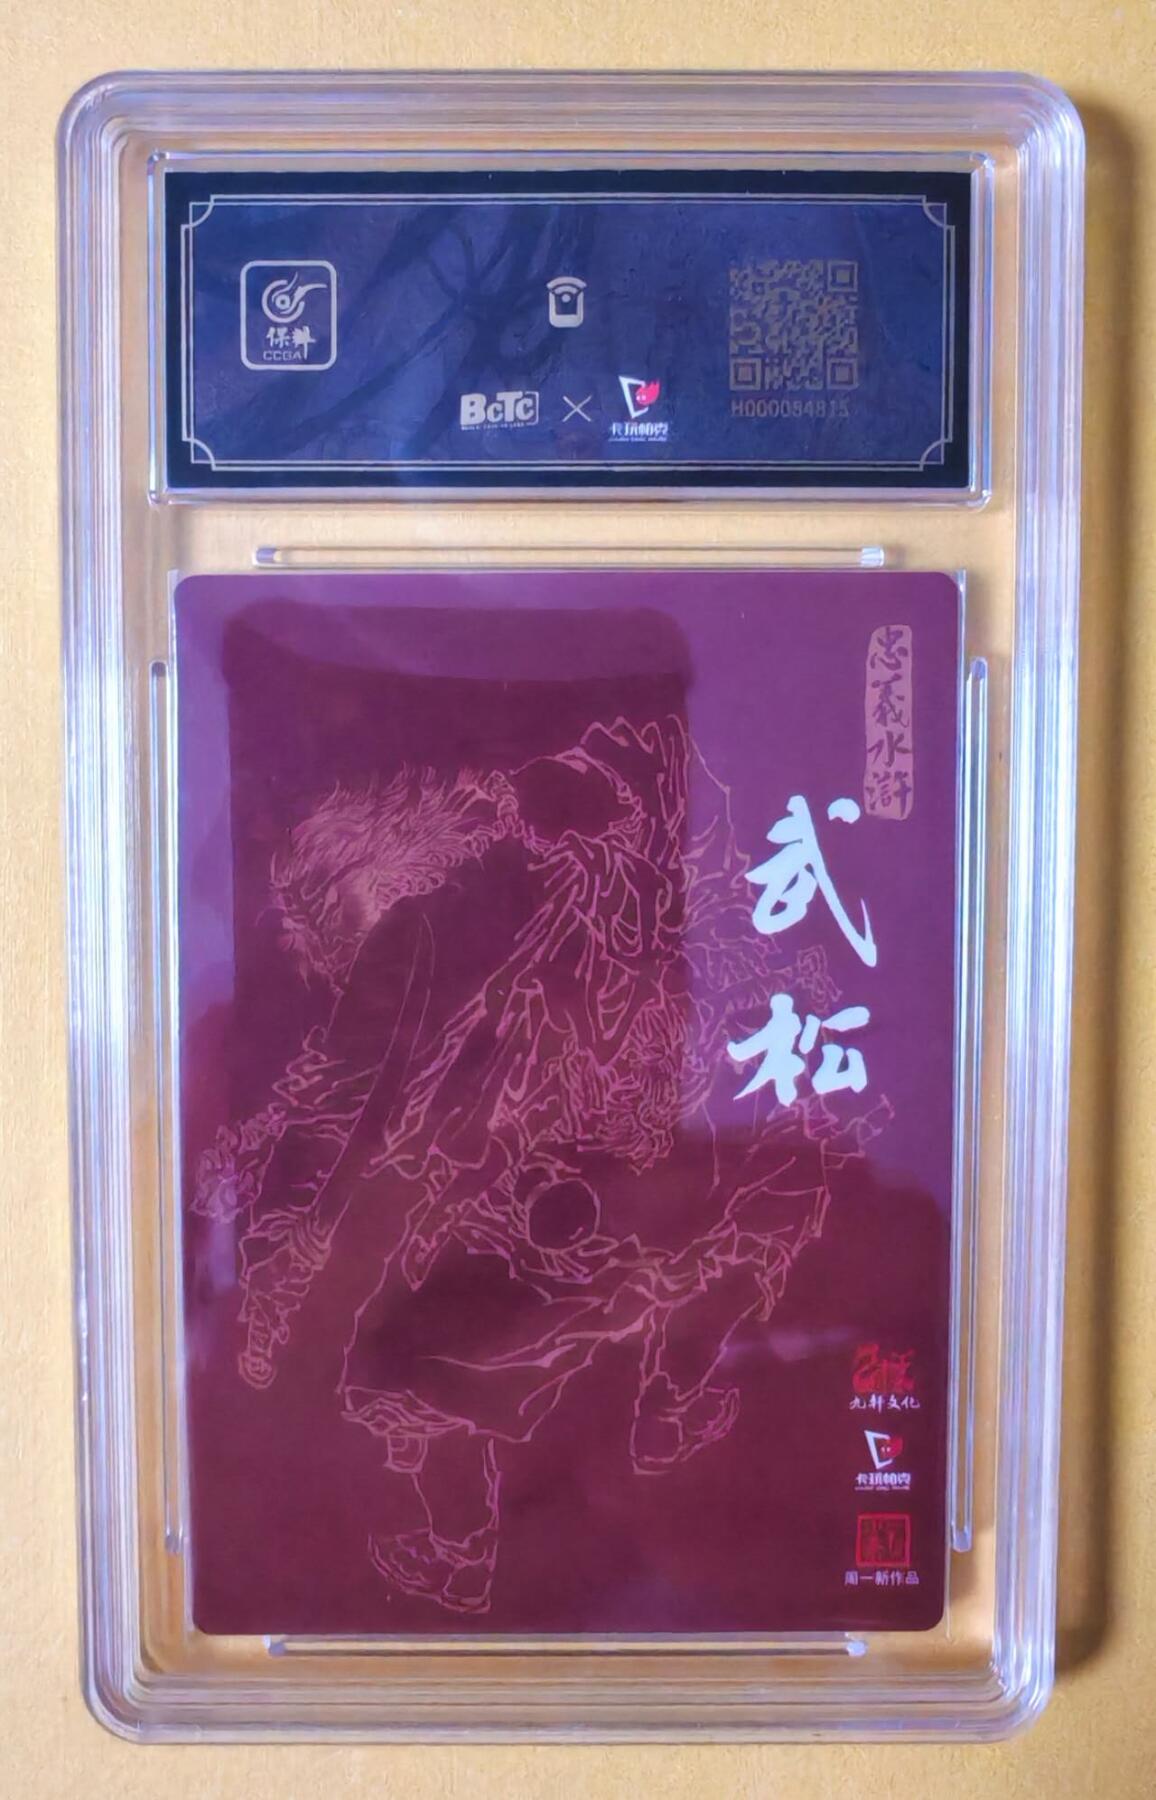 保粹
CCGA
BCTC
×
卡玩帕克
H000084815
忠義水滸
武松
九轩文化
卡玩帕克
周一新作品